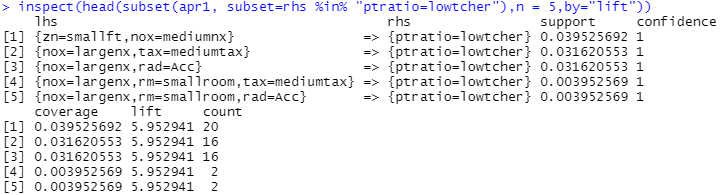 > inspect(head(subset(apr1, subset=rhs %in% "ptratio=lowtcher"),n = 5,by="lift"))
lhs rhs support confidence
[1] {zn=smallft,nox=mediumnx} => {ptratio=lowtcher} 0.039525692 1
[2] {nox=largenx,tax=mediumtax} => {ptratio=lowtcher} 0.031620553 1
[3] {nox=largenx,rad=Acc} => {ptratio=lowtcher} 0.031620553 1
[4] {nox=largenx,rm=smallroom,tax=mediumtax} => {ptratio=lowtcher} 0.003952569 1
[5] {nox=largenx,rm=smallroom,rad=Acc} => {ptratio=lowtcher} 0.003952569 1
coverage lift count
[1] 0.039525692 5.952941 20
[2] 0.031620553 5.952941 16
[3] 0.031620553 5.952941 16
[4] 0.003952569 5.952941 2
[5] 0.003952569 5.952941 2